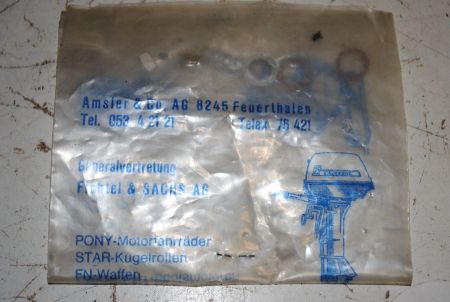 Amsler & Co. AG 8245 Feuerthalen
Tel. 053 4 21 21 Telex 76 421
Generalvertretung
Fichtel & SACHS AG
PONY-Motorfahrräder
STAR-Kugelrollen
FN-Waffen